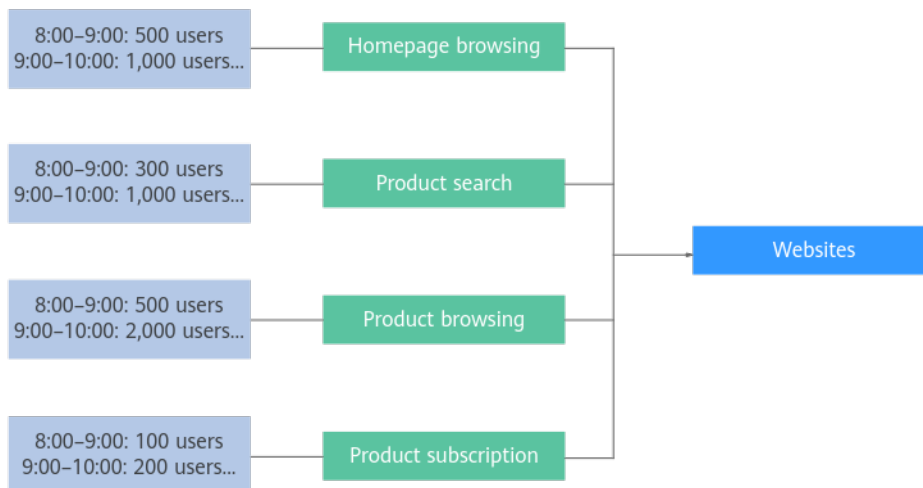 8:00–9:00: 500 users
9:00–10:00: 1,000 users...
Homepage browsing
8:00–9:00: 300 users
9:00–10:00: 1,000 users...
Product search
Websites
8:00–9:00: 500 users
9:00–10:00: 2,000 users...
Product browsing
8:00–9:00: 100 users
9:00–10:00: 200 users...
Product subscription